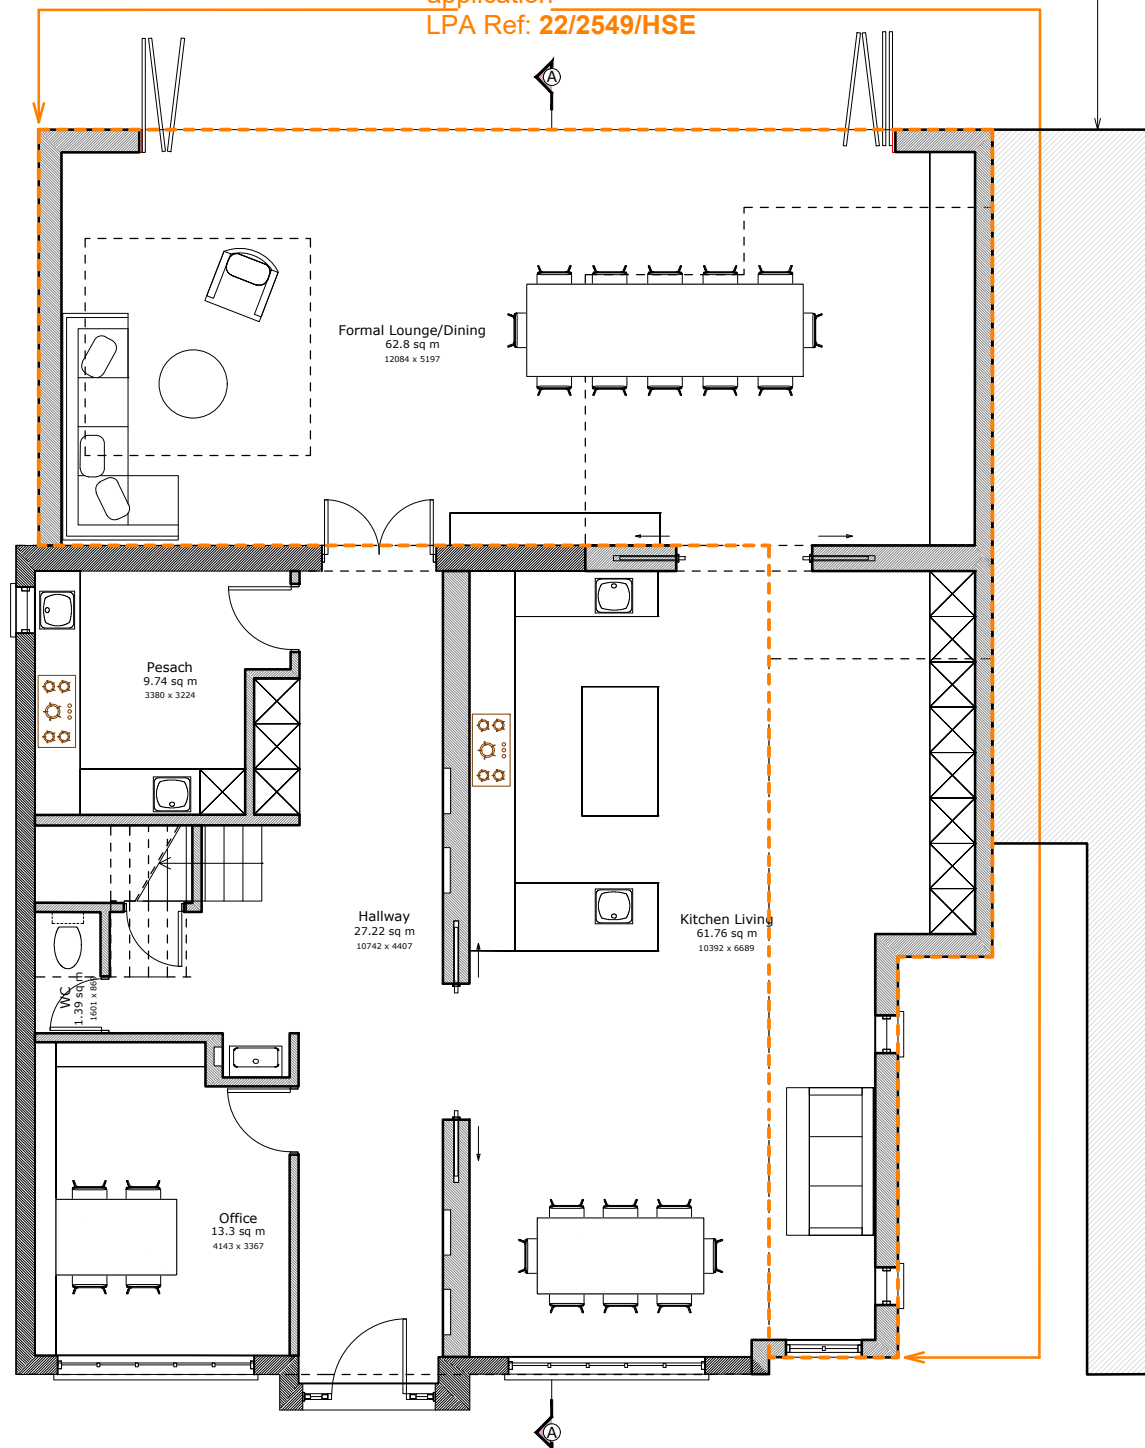 application
LPA Ref: 22/2549/HSE
A
Formal Lounge/Dining
62.8 sq m
12084 x 5197
Pesach
9.74 sq m
3380 x 3224
Hallway
27.22 sq m
10742 x 4407
Kitchen Living
61.76 sq m
10392 x 6689
WC
1.39 sq m
1601 x
Office
13.3 sq m
4143 x 3367
A